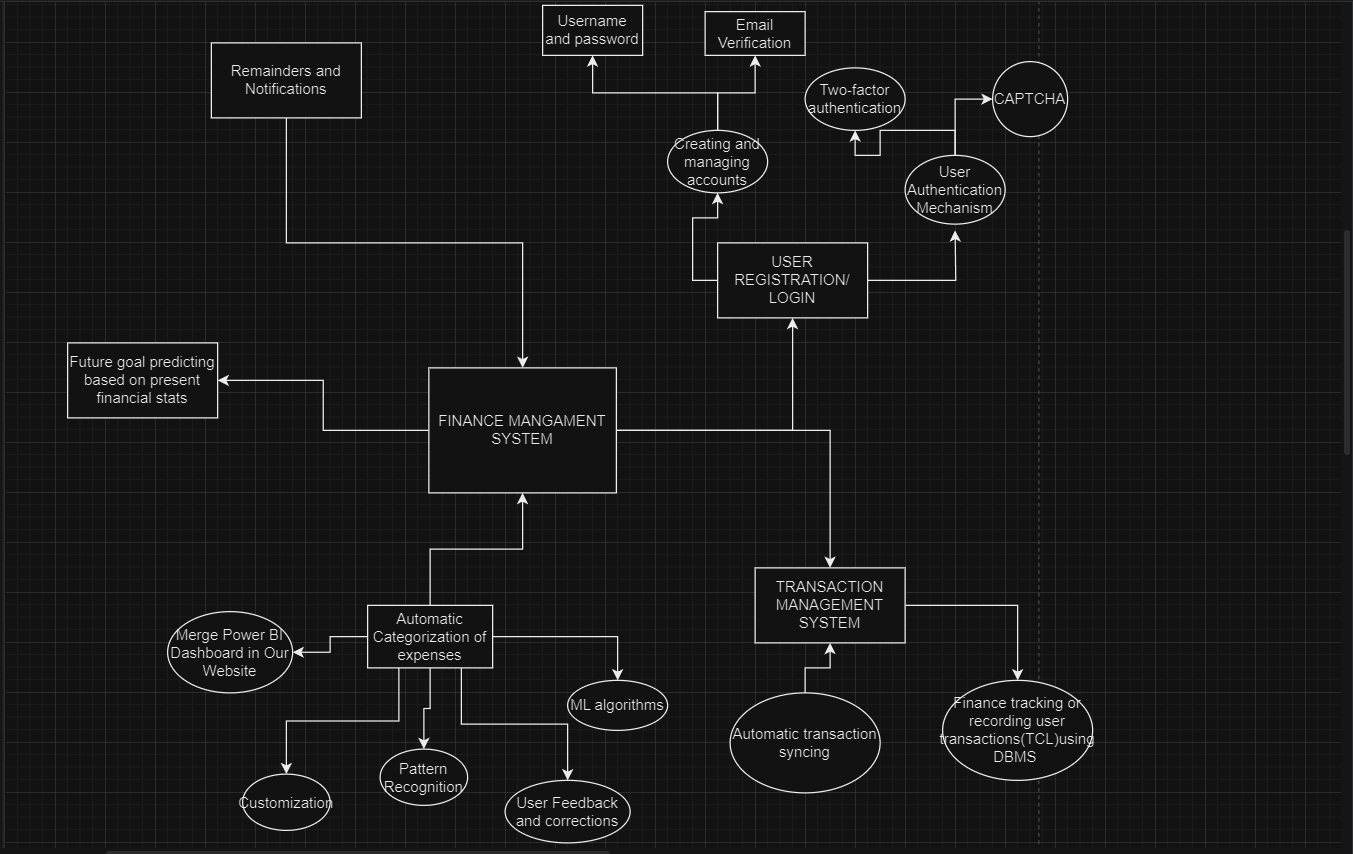 Username
and password
Email
Verification
Remainders and
Notifications
Two-factor
authentication
CAPTCHA
Creating and
managing
accounts
User
Authentication
Mechanism
USER
REGISTRATION/
LOGIN
Future goal predicting
based on present
financial stats
FINANCE MANGAMENT
SYSTEM
TRANSACTION
MANAGEMENT
SYSTEM
Automatic
Categorization of
expenses
Merge Power BI
Dashboard in Our
Website
ML algorithms
Automatic transaction
syncing
Finance tracking or
recording user
transactions(TCL)using
DBMS
Pattern
Recognition
Customization
User Feedback
and corrections